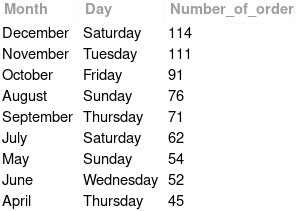 Month Day Number_of_order
December Saturday 114
November Tuesday 111
October Friday 91
August Sunday 76
September Thursday 71
July Saturday 62
May Sunday 54
June Wednesday 52
April Thursday 45